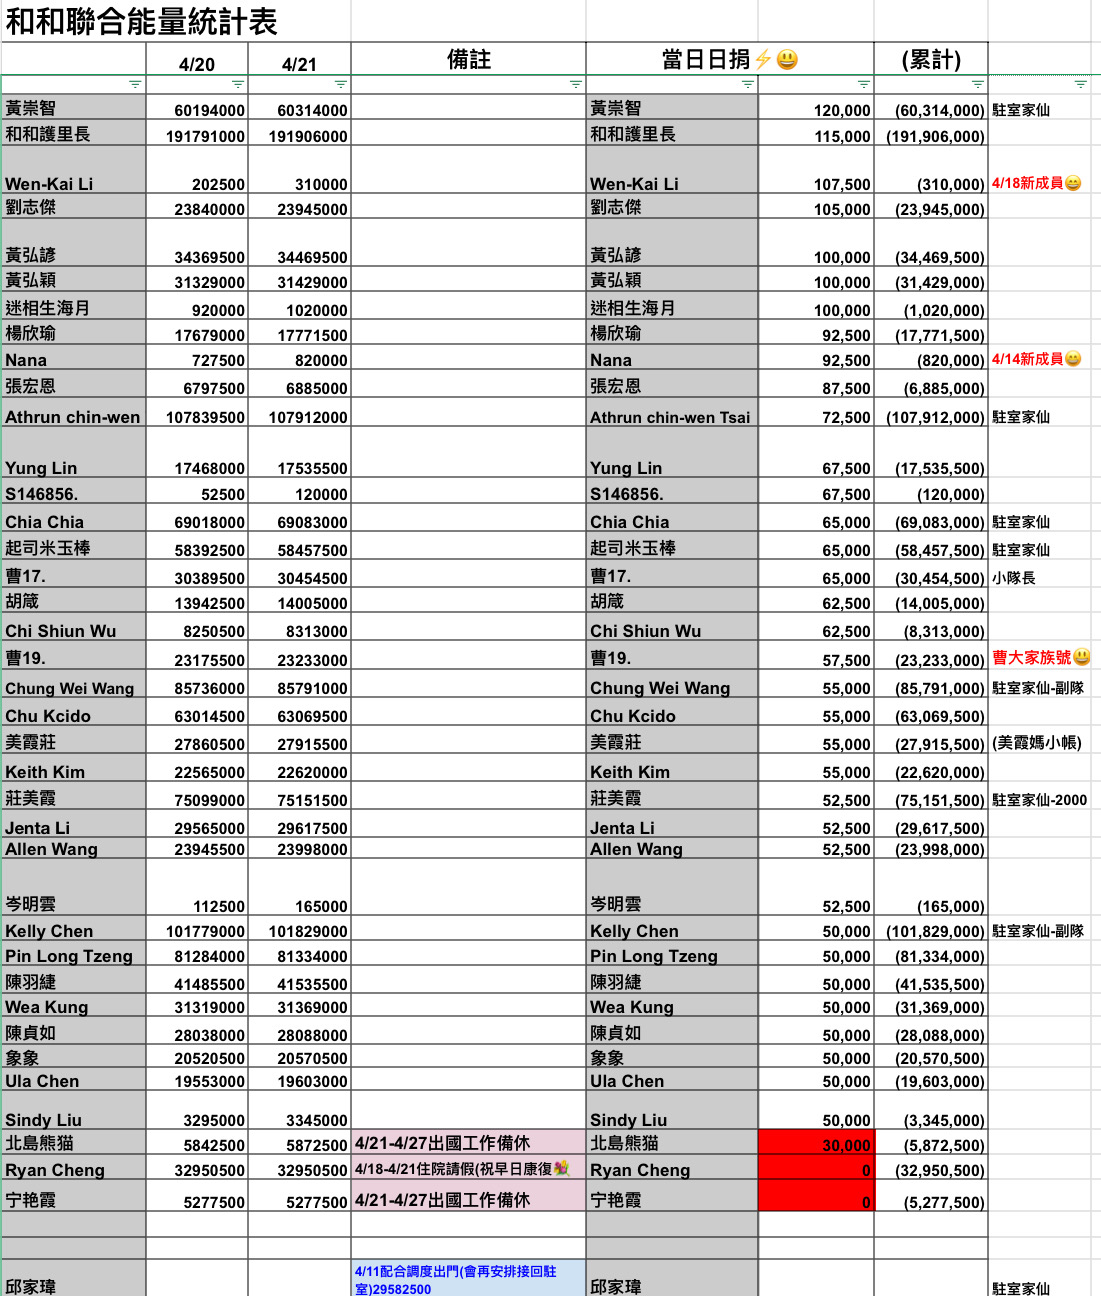 和和聯合能量統計表
4/20 4/21 備註 當日日捐⚡😃 (累計)
黃崇智 60194000 60314000 黃崇智 120,000 (60,314,000) 駐室家仙
和和護里長 191791000 191906000 和和護里長 115,000 (191,906,000)
Wen-Kai Li 202500 310000 Wen-Kai Li 107,500 (310,000) 4/18新成員😄
劉志傑 23840000 23945000 劉志傑 105,000 (23,945,000)
黃弘諺 34369500 34469500 黃弘諺 100,000 (34,469,500)
黃弘穎 31329000 31429000 黃弘穎 100,000 (31,429,000)
迷相生海月 920000 1020000 迷相生海月 100,000 (1,020,000)
楊欣瑜 17679000 17771500 楊欣瑜 92,500 (17,771,500)
Nana 727500 820000 Nana 92,500 (820,000) 4/14新成員😄
張宏恩 6797500 6885000 張宏恩 87,500 (6,885,000)
Athrun chin-wen 107839500 107912000 Athrun chin-wen Tsai 72,500 (107,912,000) 駐室家仙
Yung Lin 17468000 17535500 Yung Lin 67,500 (17,535,500)
S146856. 52500 120000 S146856. 67,500 (120,000)
Chia Chia 69018000 69083000 Chia Chia 65,000 (69,083,000) 駐室家仙
起司米玉棒 58392500 58457500 起司米玉棒 65,000 (58,457,500) 駐室家仙
曹17. 30389500 30454500 曹17. 65,000 (30,454,500) 小隊長
胡箴 13942500 14005000 胡箴 62,500 (14,005,000)
Chi Shiun Wu 8250500 8313000 Chi Shiun Wu 62,500 (8,313,000)
曹19. 23175500 23233000 曹19. 57,500 (23,233,000) 曹大家族號😃
Chung Wei Wang 85736000 85791000 Chung Wei Wang 55,000 (85,791,000) 駐室家仙-副隊
Chu Kcido 63014500 63069500 Chu Kcido 55,000 (63,069,500)
美霞莊 27860500 27915500 美霞莊 55,000 (27,915,500) (美霞媽小帳)
Keith Kim 22565000 22620000 Keith Kim 55,000 (22,620,000)
莊美霞 75099000 75151500 莊美霞 52,500 (75,151,500) 駐室家仙-2000
Jenta Li 29565000 29617500 Jenta Li 52,500 (29,617,500)
Allen Wang 23945500 23998000 Allen Wang 52,500 (23,998,000)
岑明雲 112500 165000 岑明雲 52,500 (165,000)
Kelly Chen 101779000 101829000 Kelly Chen 50,000 (101,829,000) 駐室家仙-副隊
Pin Long Tzeng 81284000 81334000 Pin Long Tzeng 50,000 (81,334,000)
陳羽緁 41485500 41535500 陳羽緁 50,000 (41,535,500)
Wea Kung 31319000 31369000 Wea Kung 50,000 (31,369,000)
陳貞如 28038000 28088000 陳貞如 50,000 (28,088,000)
象象 20520500 20570500 象象 50,000 (20,570,500)
Ula Chen 19553000 19603000 Ula Chen 50,000 (19,603,000)
Sindy Liu 3295000 3345000 Sindy Liu 50,000 (3,345,000)
北島熊猫 5842500 5872500 4/21-4/27出國工作備休 北島熊猫 30,000 (5,872,500)
Ryan Cheng 32950500 32950500 4/18-4/21住院請假(祝早日康復💐 Ryan Cheng 0 (32,950,500)
宁艳霞 5277500 5277500 4/21-4/27出國工作備休 宁艳霞 0 (5,277,500)
4/11配合調度出門(會再安排接回駐
邱家瑋 室)29582500 邱家瑋 駐室家仙